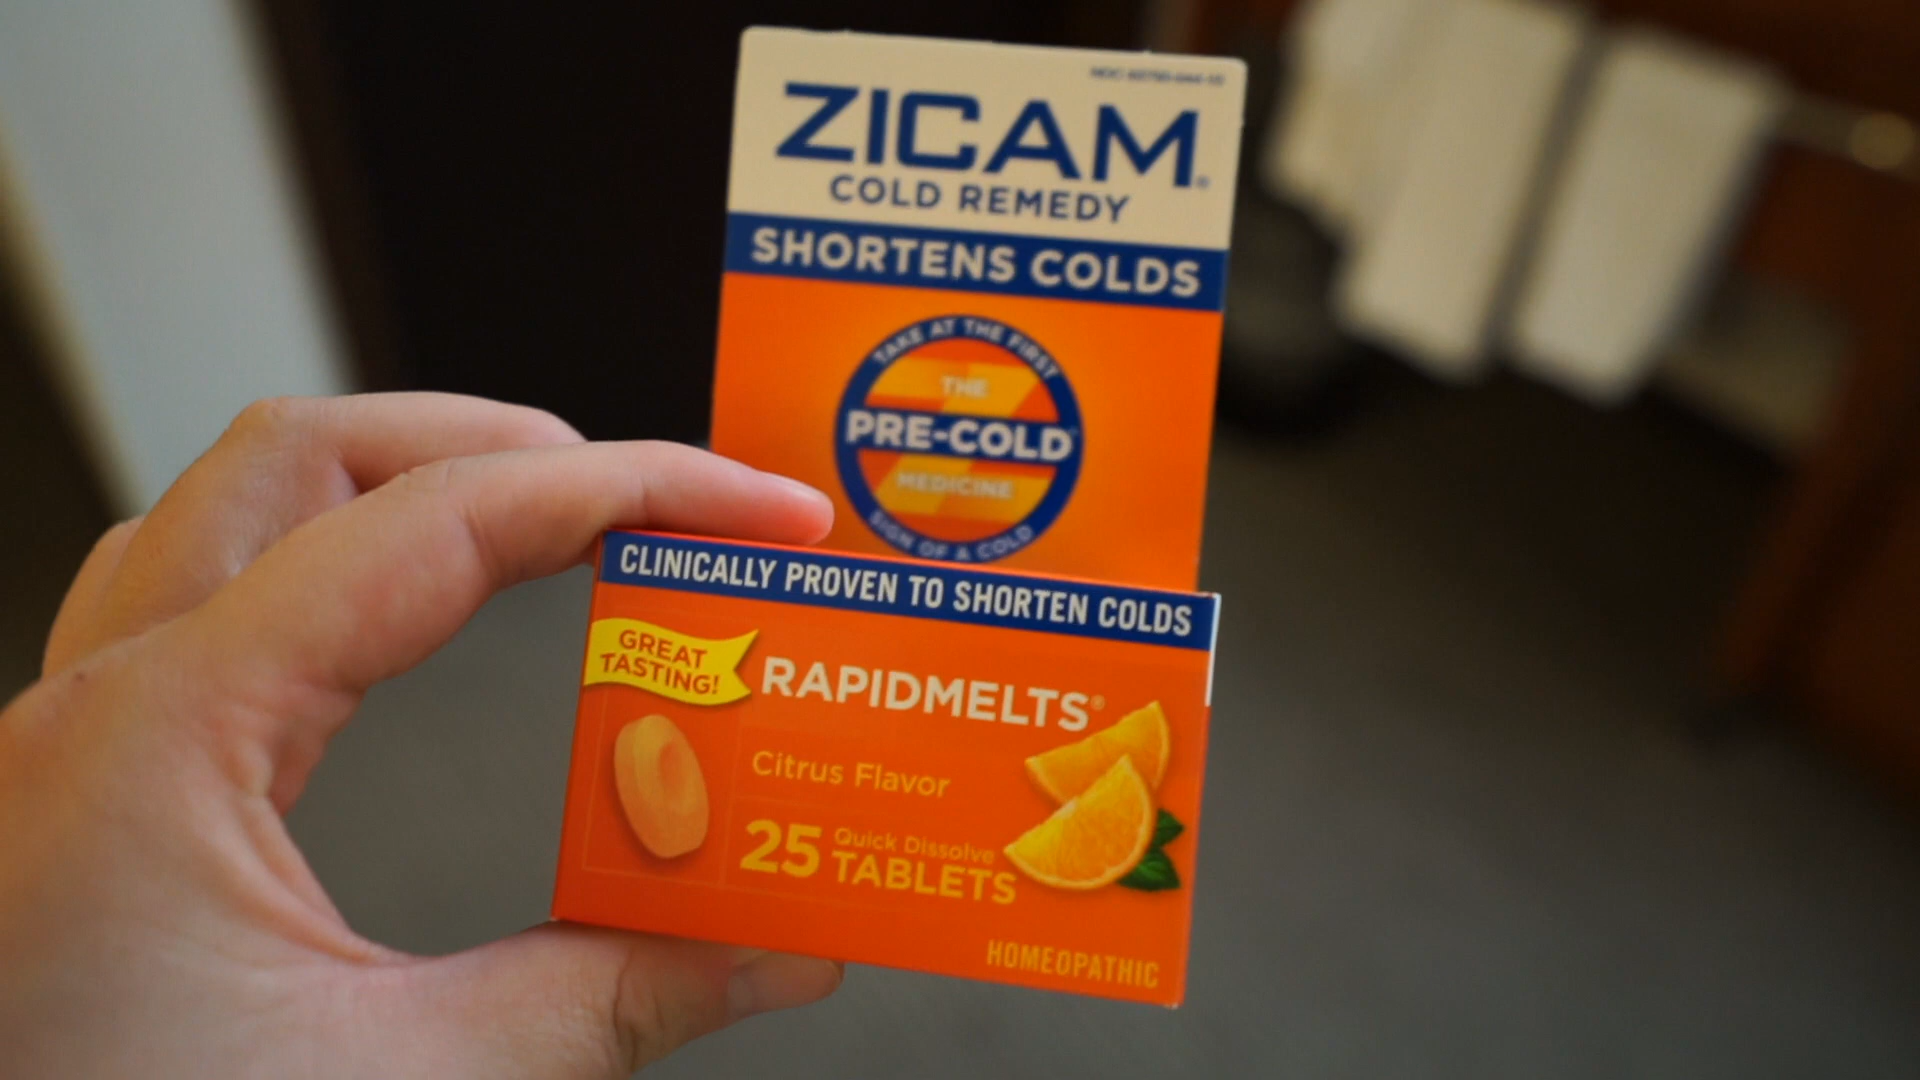 ZICAM®
COLD REMEDY
SHORTENS COLDS
TAKE AT THE FIRST
THE
PRE-COLD®
MEDICINE
SIGN OF A COLD
CLINICALLY PROVEN TO SHORTEN COLDS
GREAT
TASTING!
RAPIDMELTS®
Citrus Flavor
25 Quick Dissolve
TABLETS
HOMEOPATHIC